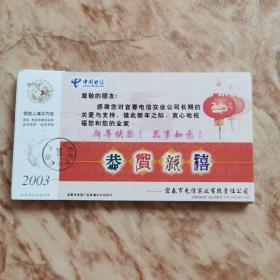 中国电信
尊敬的朋友:
感谢您对宜春电信实业公司长期的
关爱与支持，值此新年之际，衷心地祝
福您和您的全家
新年快乐！万事如意！
恭賀新禧
2003
——宜春市电信实业有限责任公司